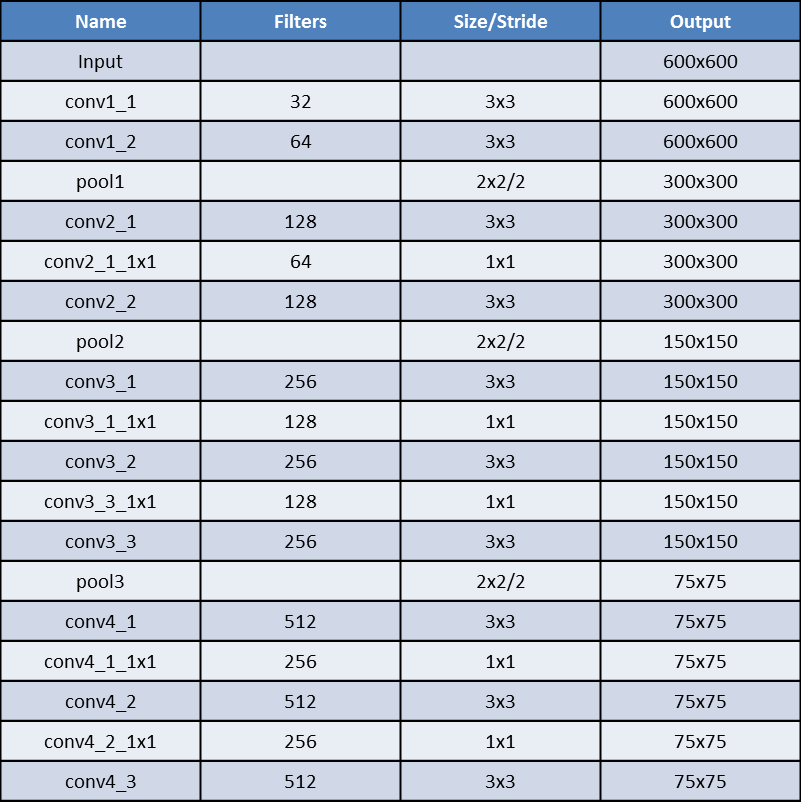 Name Filters Size/Stride Output
Input 600x600
conv1_1 32 3x3 600x600
conv1_2 64 3x3 600x600
pool1 2x2/2 300x300
conv2_1 128 3x3 300x300
conv2_1_1x1 64 1x1 300x300
conv2_2 128 3x3 300x300
pool2 2x2/2 150x150
conv3_1 256 3x3 150x150
conv3_1_1x1 128 1x1 150x150
conv3_2 256 3x3 150x150
conv3_3_1x1 128 1x1 150x150
conv3_3 256 3x3 150x150
pool3 2x2/2 75x75
conv4_1 512 3x3 75x75
conv4_1_1x1 256 1x1 75x75
conv4_2 512 3x3 75x75
conv4_2_1x1 256 1x1 75x75
conv4_3 512 3x3 75x75